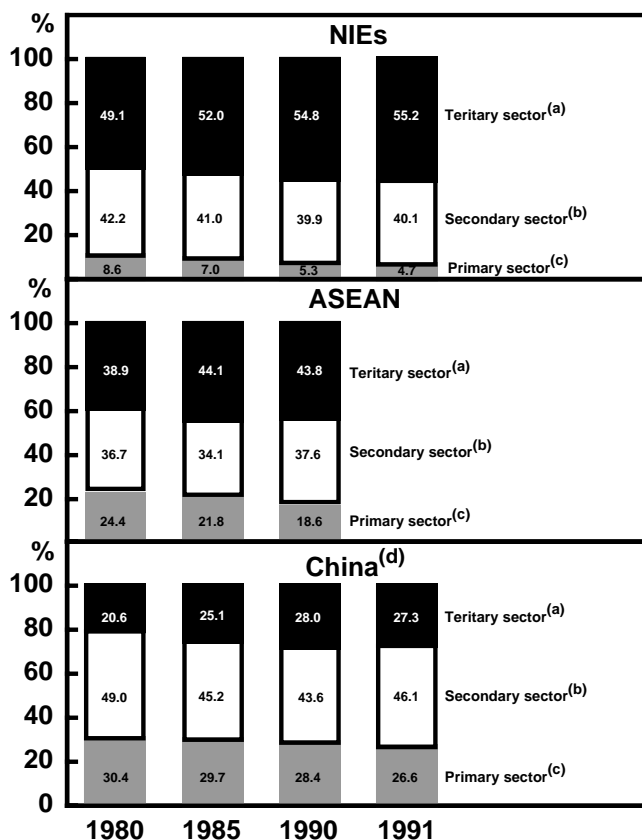 %
NIEs
100
80
60
40
20
49.1 52.0 54.8 55.2 Teritary sector(a)
42.2 41.0 39.9 40.1 Secondary sector(b)
8.6 7.0 5.3 4.7 Primary sector(c)
%
ASEAN
100
80
60
40
20
38.9 44.1 43.8 Teritary sector(a)
36.7 34.1 37.6 Secondary sector(b)
24.4 21.8 18.6 Primary sector(c)
%
China(d)
100
80
60
40
20
0
20.6 25.1 28.0 27.3 Teritary sector(a)
49.0 45.2 43.6 46.1 Secondary sector(b)
30.4 29.7 28.4 26.6 Primary sector(c)
1980 1985 1990 1991